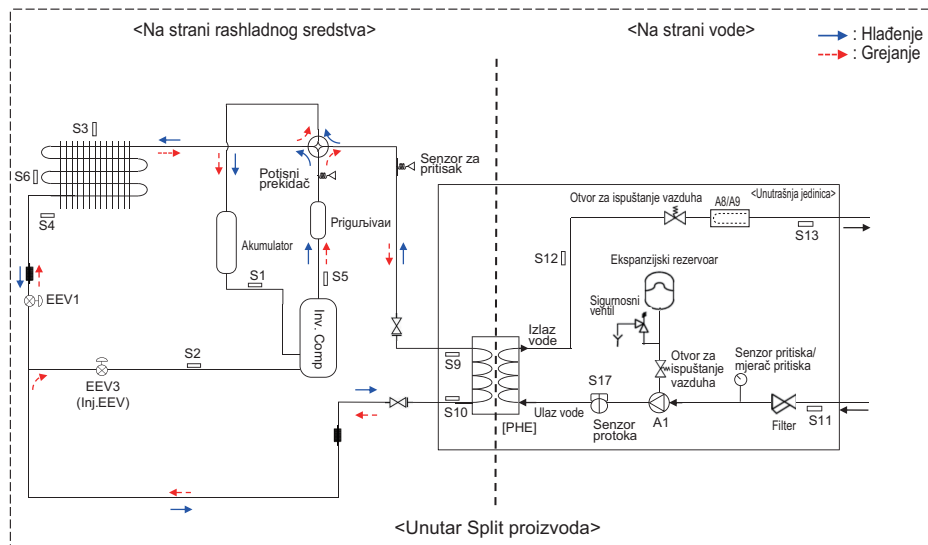 <Na strani rashladnog sredstva>
<Na strani vode>
: Hlađenje
: Grejanje
S3
S6
S4
Potisni
prekidač
Senzor za
pritisak
Akumulator
Priguљivaи
S1
S5
Inv. Comp
EEV1
S2
EEV3
(Inj.EEV)
<Unutrašnja jedinica>
Otvor za ispuštanje vazduha
A8/A9
S13
S12
Ekspanzijski rezervoar
Sigurnosni
ventil
Izlaz
vode
Otvor za
ispuštanje
vazduha
Senzor pritiska/
mjerač pritiska
S9
S10
S17
Ulaz vode
[PHE]
Senzor
protoka
A1
Filter
S11
<Unutar Split proizvoda>